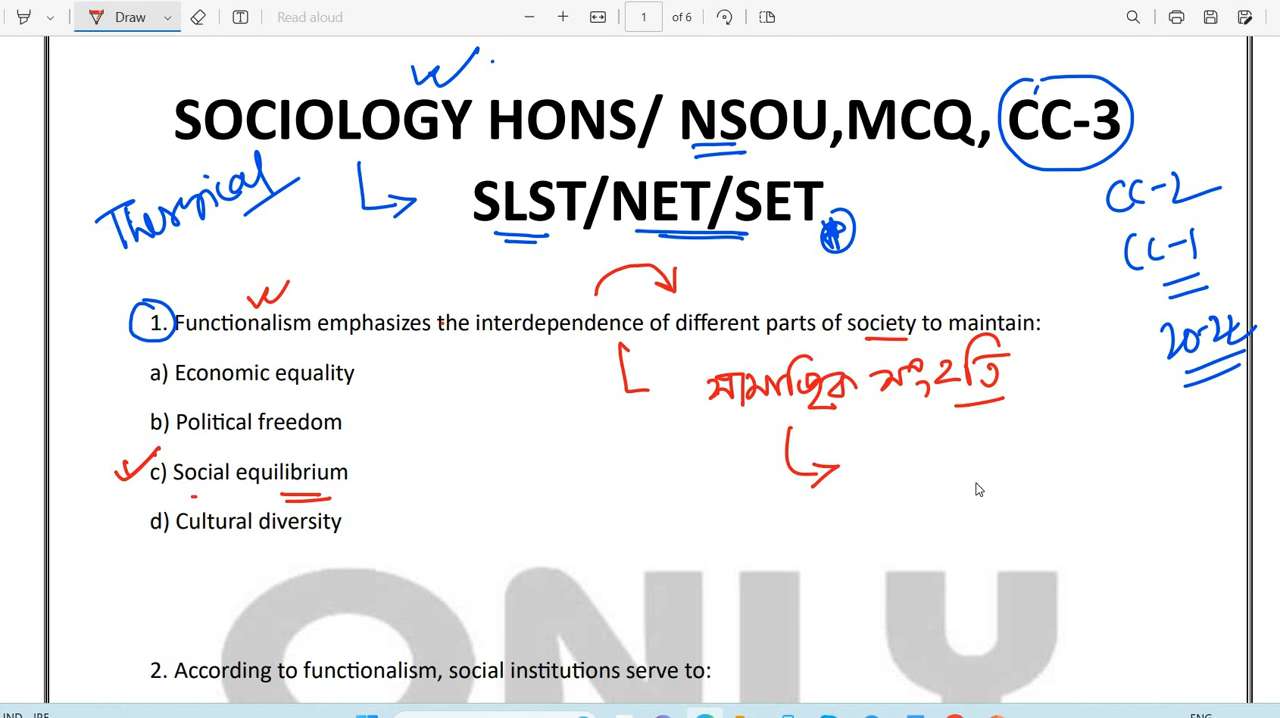 Draw
Read aloud
1 of 6
SOCIOLOGY HONS/ NSOU,MCQ, CC-3
SLST/NET/SET
CC-2
CC-1
1. Functionalism emphasizes the interdependence of different parts of society to maintain:
a) Economic equality
সামাজিক সংহতি
b) Political freedom
c) Social equilibrium
d) Cultural diversity
ONLY
2. According to functionalism, social institutions serve to:
ENG